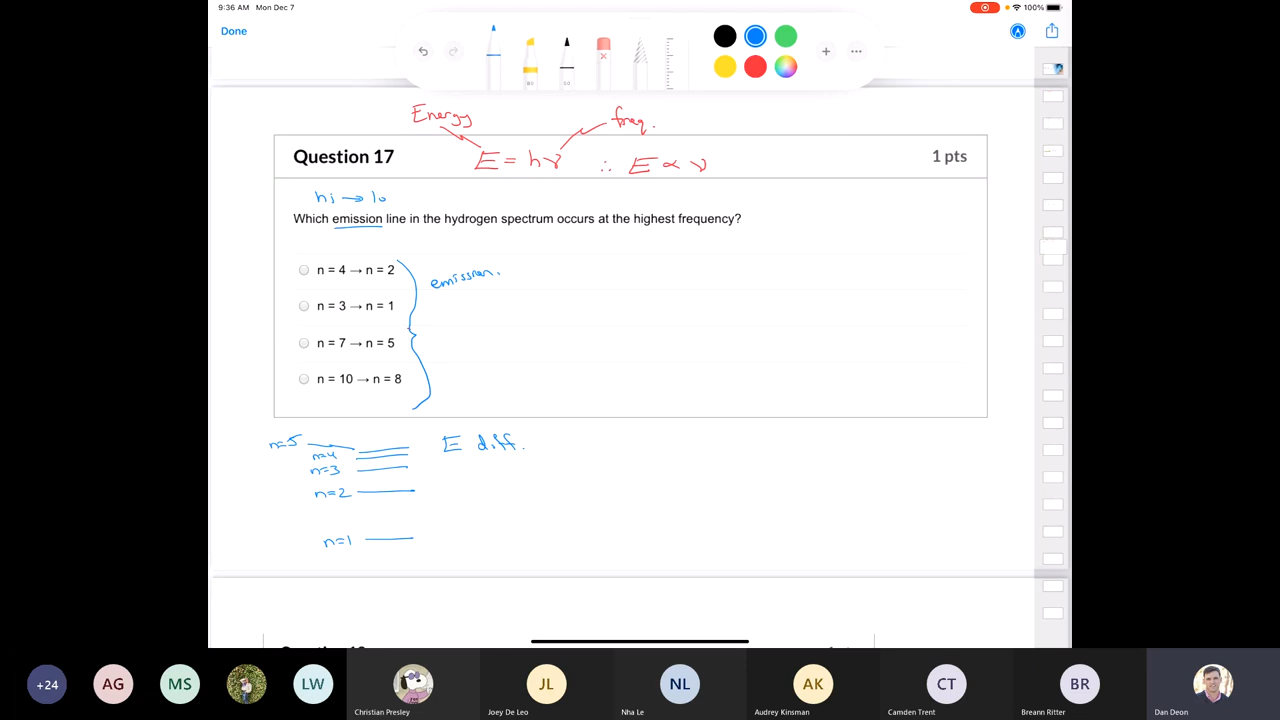 9:36 AM Mon Dec 7
100%
Done
Energy
freq.
Question 17
E = hν
∴ E ∝ ν
1 pts
hi → lo
Which emission line in the hydrogen spectrum occurs at the highest frequency?
n = 4 → n = 2
emission.
n = 3 → n = 1
n = 7 → n = 5
n = 10 → n = 8
n=5
E diff.
n=4
n=3
n=2
n=1
+24
AG
MS
LW
JL
NL
AK
CT
BR
Christian Presley
Joey De Leo
Nha Le
Audrey Kinsman
Camden Trent
Breann Ritter
Dan Deon